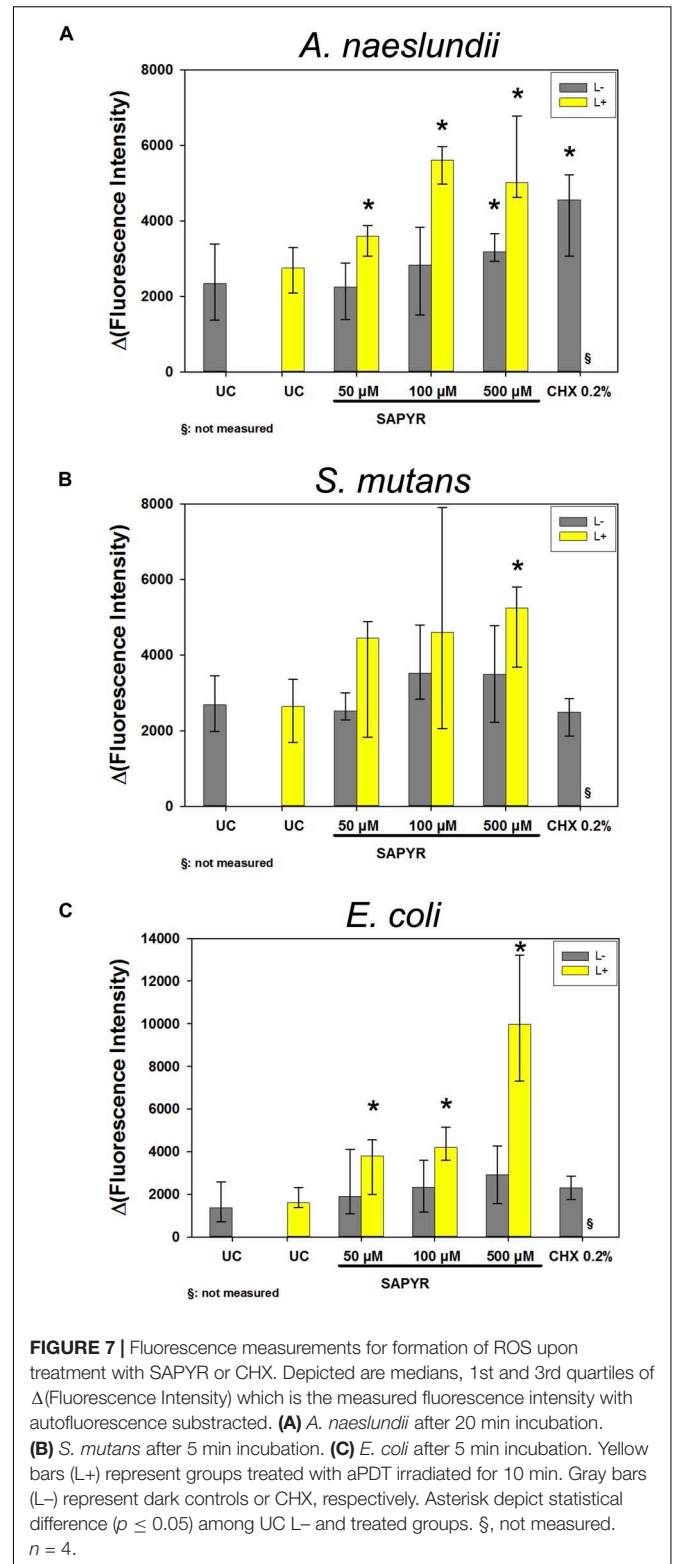 A
A. naeslundii
8000
6000
4000
2000
0
Δ(Fluorescence Intensity)
L-
L+
*
*
*
*
*
§
UC UC 50 µM 100 µM 500 µM CHX 0.2%
SAPYR
§: not measured
B
S. mutans
8000
6000
4000
2000
0
Δ(Fluorescence Intensity)
L-
L+
*
§
UC UC 50 µM 100 µM 500 µM CHX 0.2%
SAPYR
§: not measured
C
E. coli
14000
12000
10000
8000
6000
4000
2000
0
Δ(Fluorescence Intensity)
L-
L+
*
*
*
§
UC UC 50 µM 100 µM 500 µM CHX 0.2%
SAPYR
§: not measured
FIGURE 7 | Fluorescence measurements for formation of ROS upon
treatment with SAPYR or CHX. Depicted are medians, 1st and 3rd quartiles of
Δ(Fluorescence Intensity) which is the measured fluorescence intensity with
autofluorescence substracted. (A) A. naeslundii after 20 min incubation.
(B) S. mutans after 5 min incubation. (C) E. coli after 5 min incubation. Yellow
bars (L+) represent groups treated with aPDT irradiated for 10 min. Gray bars
(L–) represent dark controls or CHX, respectively. Asterisk depict statistical
difference (p ≤ 0.05) among UC L– and treated groups. §, not measured.
n = 4.